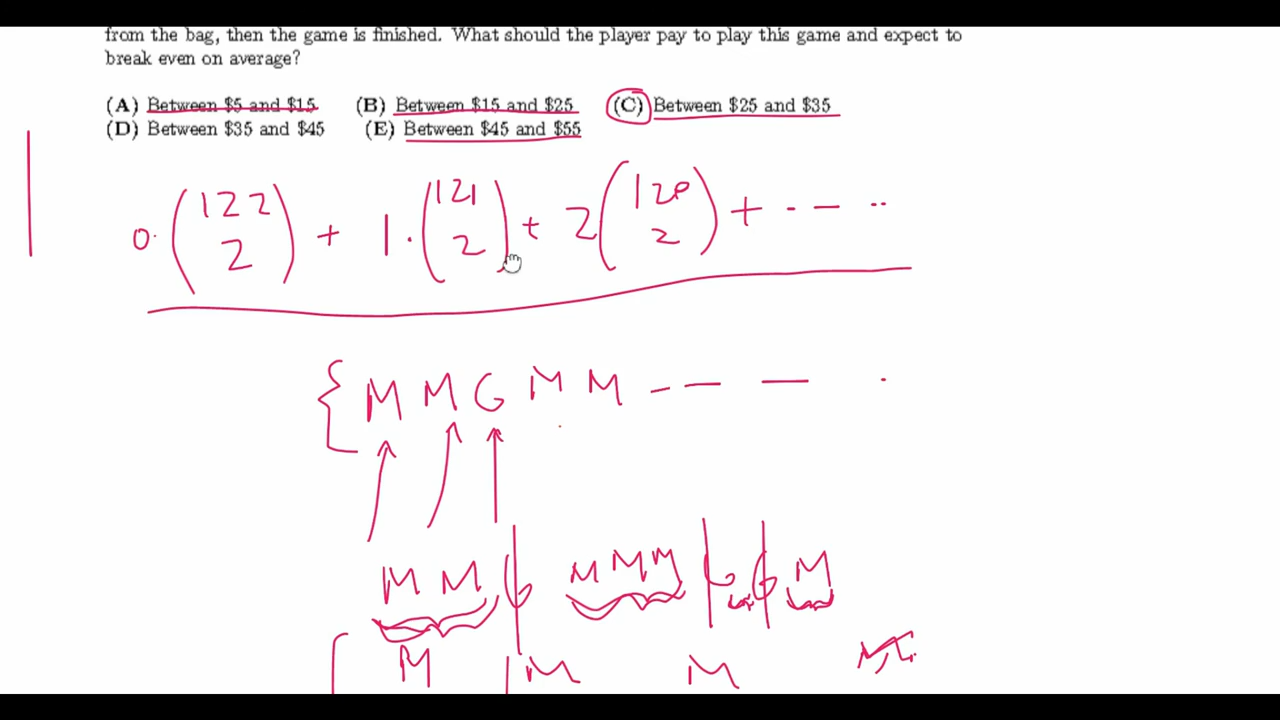 from the bag, then the game is finished. What should the player pay to play this game and expect to
break even on average?
(A) Between $5 and $15 (B) Between $15 and $25 (C) Between $25 and $35
(D) Between $35 and $45 (E) Between $45 and $55
0·(122 2) + 1·(121 2) + 2(120 2) + ·– – ··
{ M M G M M – – – ·
M M G M M M G G M
M M M